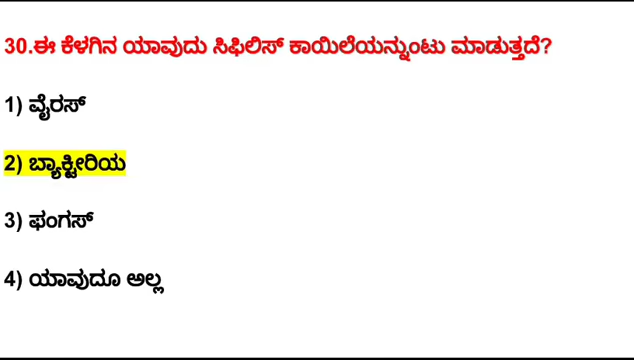 30.ಈ ಕೆಳಗಿನ ಯಾವುದು ಸಿಫಿಲಿಸ್ ಕಾಯಿಲೆಯನ್ನುಂಟು ಮಾಡುತ್ತದೆ?
1) ವೈರಸ್
2) ಬ್ಯಾಕ್ಟೀರಿಯ
3) ಫಂಗಸ್
4) ಯಾವುದೂ ಅಲ್ಲ